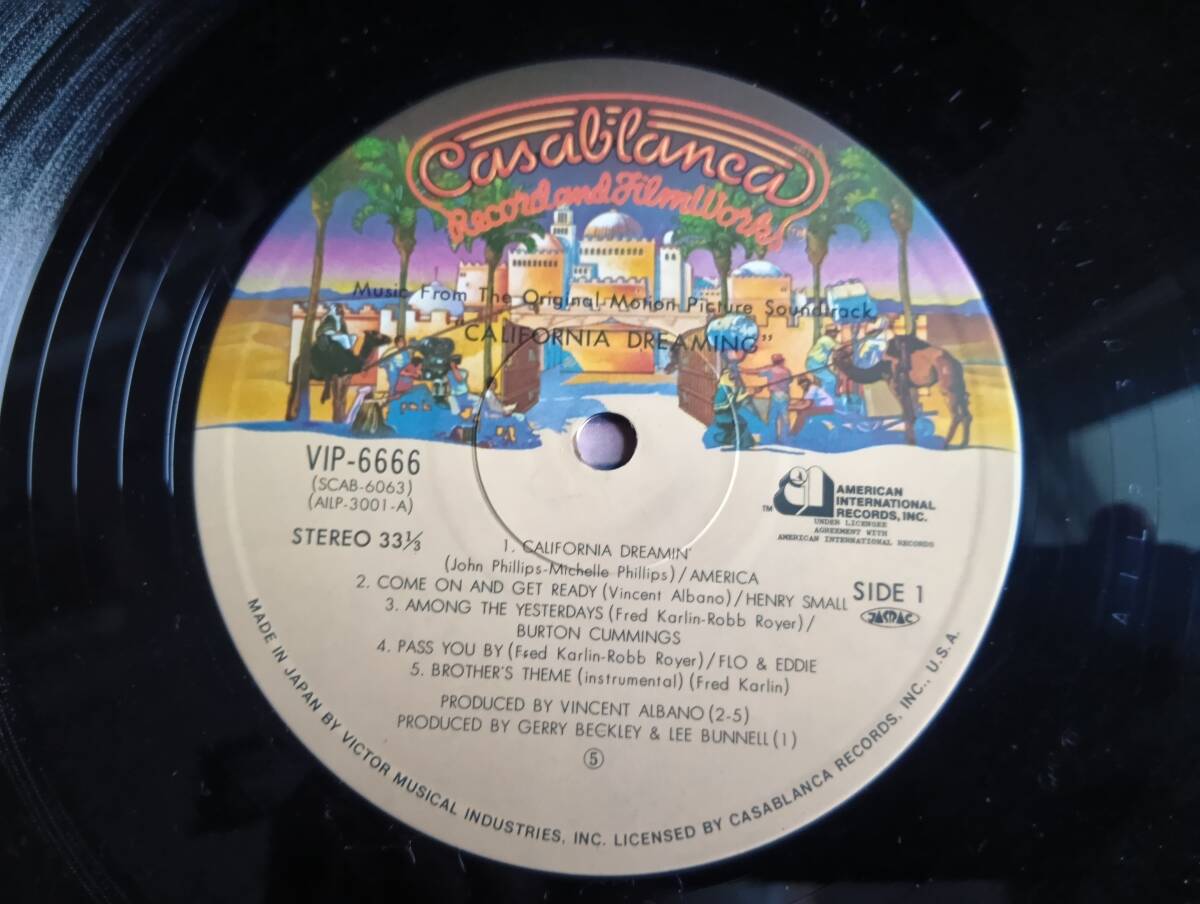 Casablanca
Record and FilmWorks
Music From The Original Motion Picture Soundtrack
"CALIFORNIA DREAMING"
VIP-6666
(SCAB-6063)
(AILP-3001-A)
STEREO 33⅓
™
AMERICAN
INTERNATIONAL
RECORDS, INC.
UNDER LICENSEE
AGREEMENT WITH
AMERICAN INTERNATIONAL RECORDS
SIDE 1
JASRAC
1. CALIFORNIA DREAMIN'
(John Phillips-Michelle Phillips)/AMERICA
2. COME ON AND GET READY (Vincent Albano)/HENRY SMALL
3. AMONG THE YESTERDAYS (Fred Karlin-Robb Royer)/
BURTON CUMMINGS
4. PASS YOU BY (Fred Karlin-Robb Royer)/FLO & EDDIE
5. BROTHER'S THEME (instrumental) (Fred Karlin)
PRODUCED BY VINCENT ALBANO (2-5)
PRODUCED BY GERRY BECKLEY & LEE BUNNELL (1)
⑤
MADE IN JAPAN BY VICTOR MUSICAL INDUSTRIES, INC. LICENSED BY CASABLANCA RECORDS, INC., U.S.A.